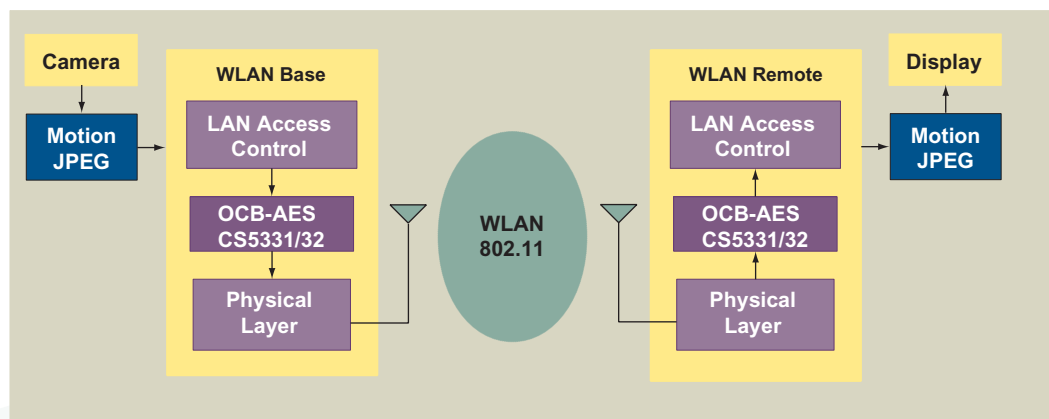 Camera
Motion
JPEG
WLAN Base
LAN Access
Control
OCB-AES
CS5331/32
Physical
Layer
WLAN
802.11
WLAN Remote
LAN Access
Control
OCB-AES
CS5331/32
Physical
Layer
Display
Motion
JPEG